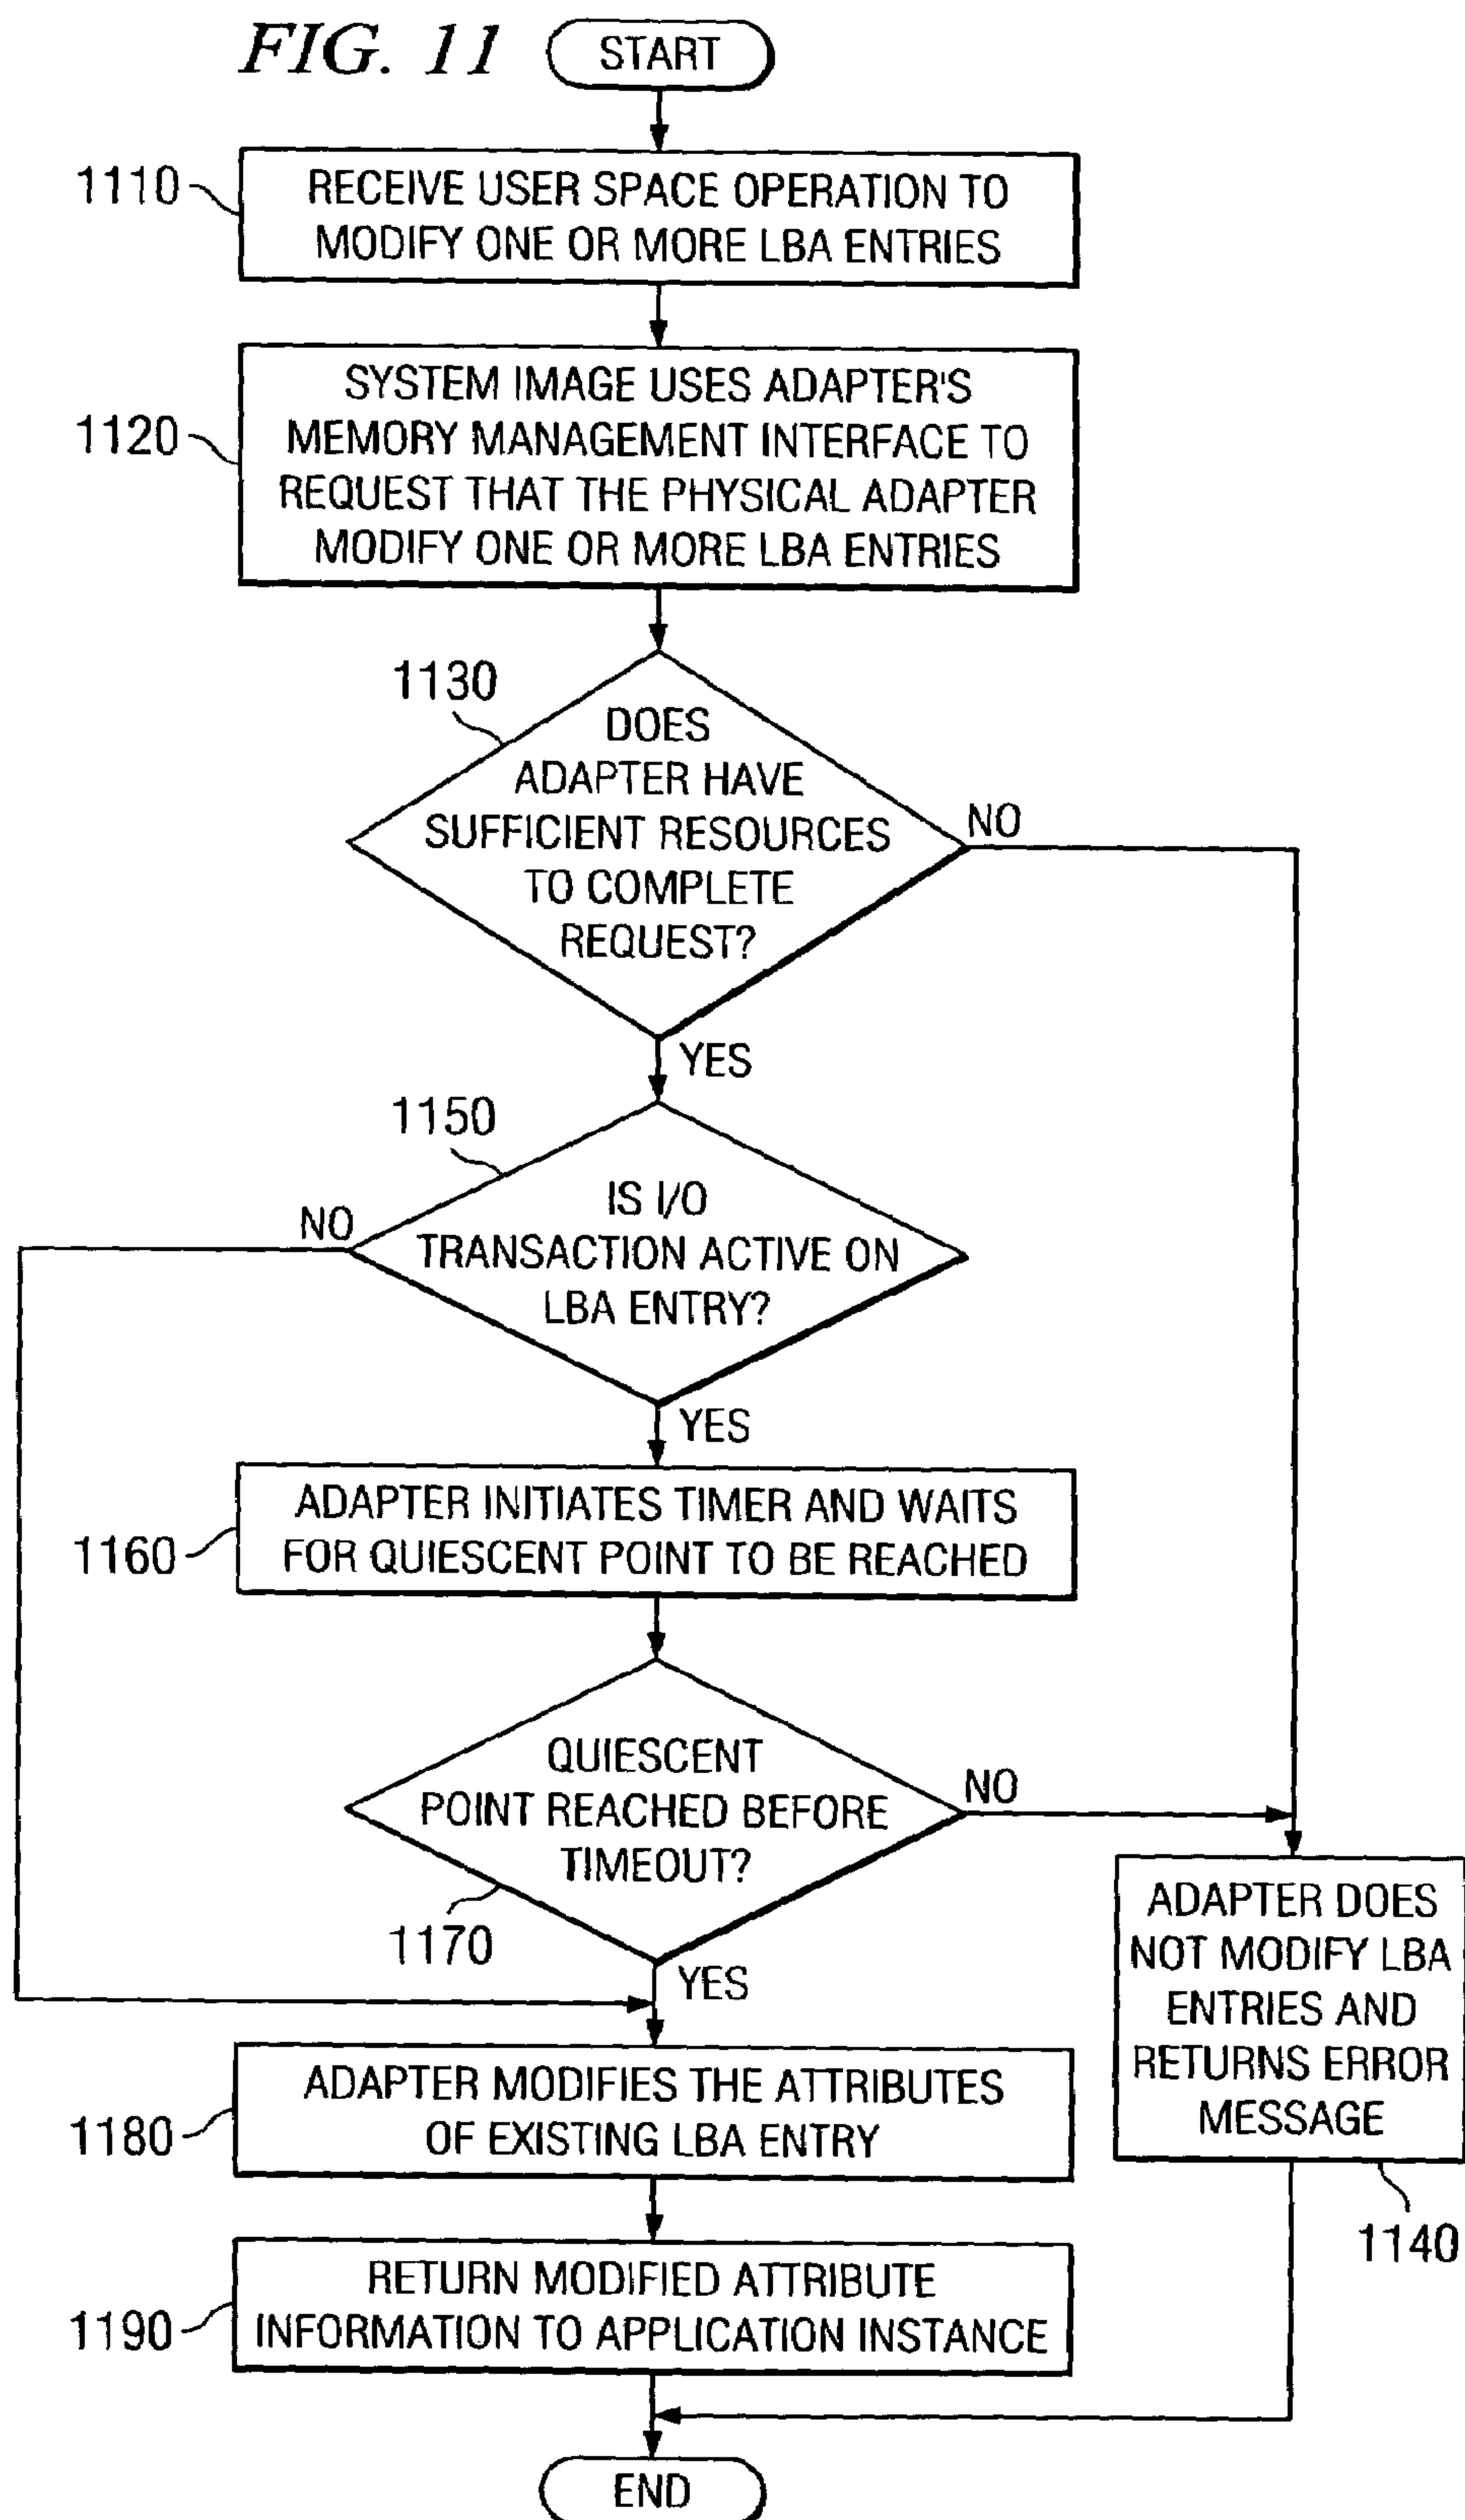 FIG. 11
START
1110
RECEIVE USER SPACE OPERATION TO
MODIFY ONE OR MORE LBA ENTRIES
1120
SYSTEM IMAGE USES ADAPTER'S
MEMORY MANAGEMENT INTERFACE TO
REQUEST THAT THE PHYSICAL ADAPTER
MODIFY ONE OR MORE LBA ENTRIES
1130
DOES
ADAPTER HAVE
SUFFICIENT RESOURCES
TO COMPLETE
REQUEST?
NO
YES
1150
IS I/O
TRANSACTION ACTIVE ON
LBA ENTRY?
NO
YES
1160
ADAPTER INITIATES TIMER AND WAITS
FOR QUIESCENT POINT TO BE REACHED
QUIESCENT
POINT REACHED BEFORE
TIMEOUT?
NO
1170
YES
ADAPTER DOES
NOT MODIFY LBA
ENTRIES AND
RETURNS ERROR
MESSAGE
1140
1180
ADAPTER MODIFIES THE ATTRIBUTES
OF EXISTING LBA ENTRY
1190
RETURN MODIFIED ATTRIBUTE
INFORMATION TO APPLICATION INSTANCE
END